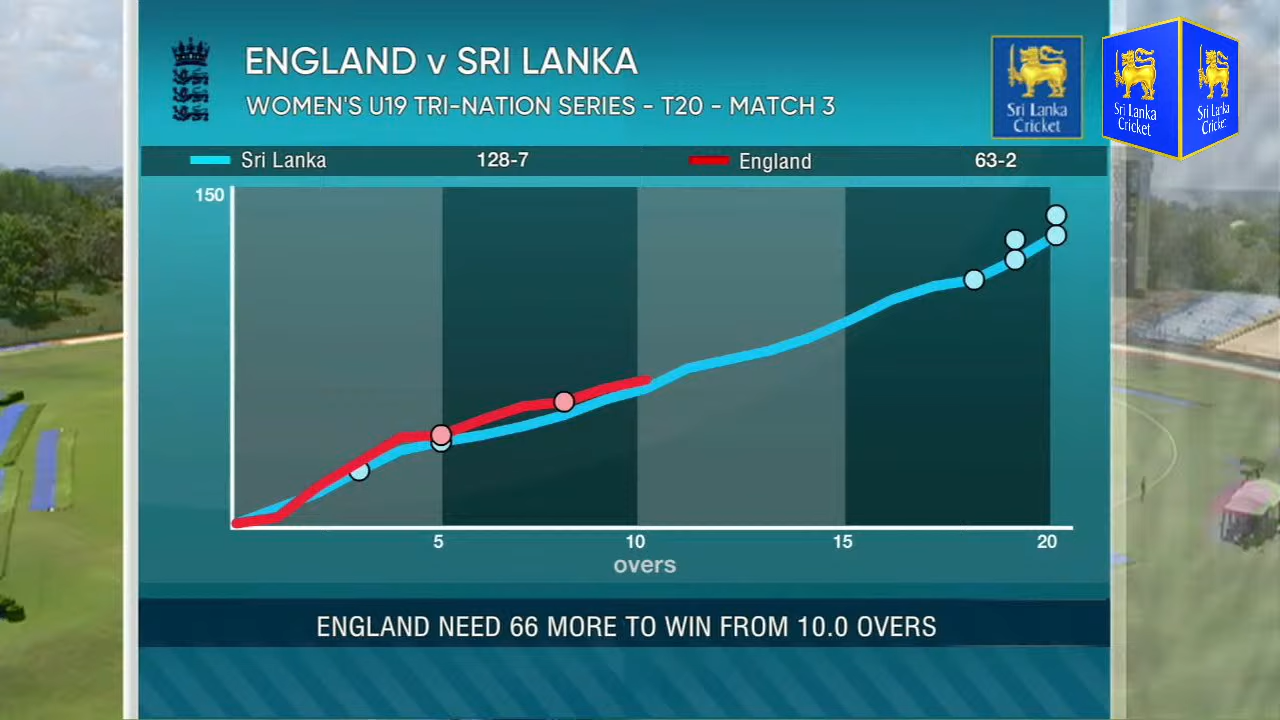 ENGLAND v SRI LANKA
WOMEN'S U19 TRI-NATION SERIES - T20 - MATCH 3
Sri Lanka
Cricket
Sri Lanka
Cricket
Sri Lanka
Cricket
Sri Lanka 128-7 England 63-2
150
5 10 15 20
overs
ENGLAND NEED 66 MORE TO WIN FROM 10.0 OVERS